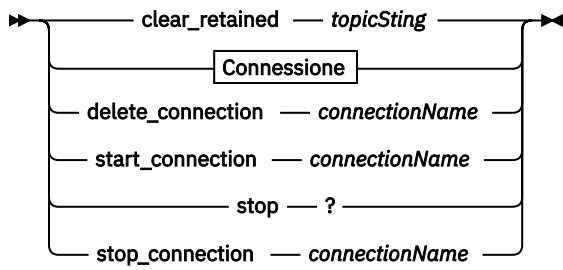 clear_retained topicSting
Connessione
delete_connection connectionName
start_connection connectionName
stop ?
stop_connection connectionName